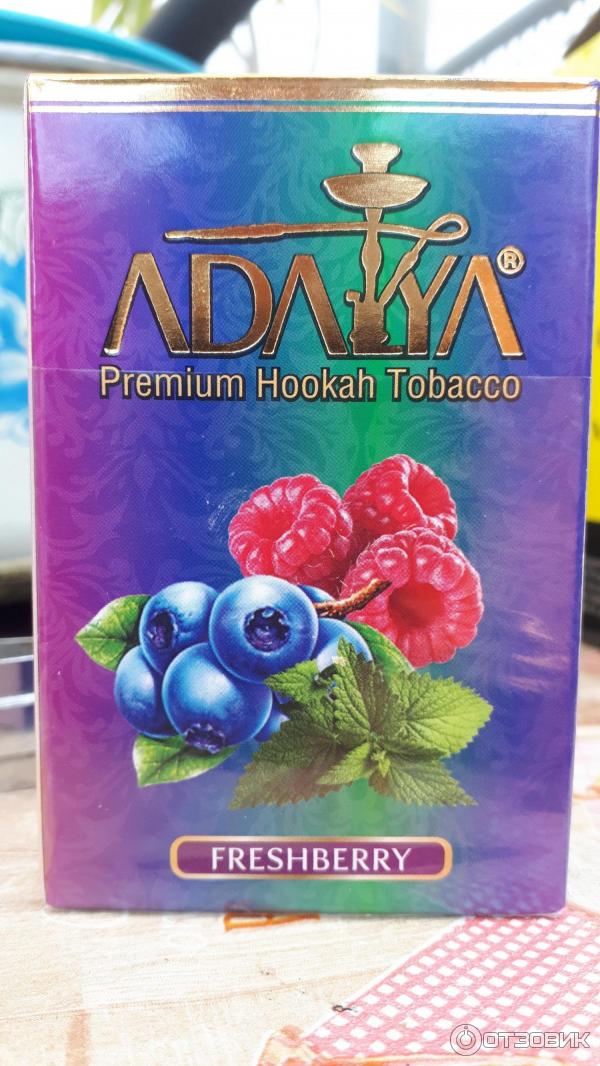 ADALYA®
Premium Hookah Tobacco
FRESHBERRY
ОТЗОВИК